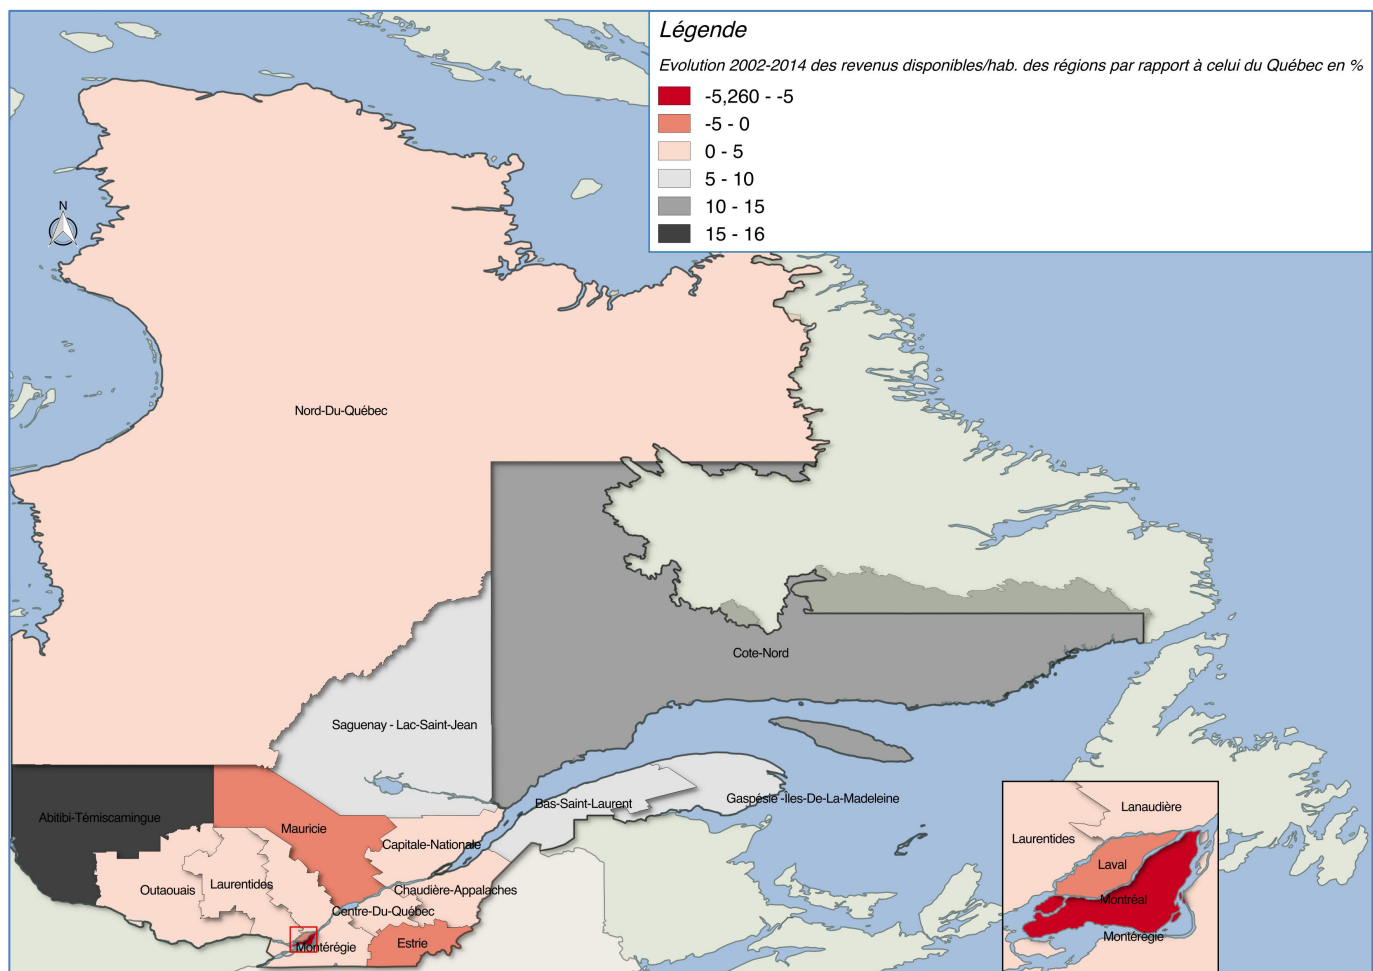 Légende
Evolution 2002-2014 des revenus disponibles/hab. des régions par rapport à celui du Québec en %
-5,260 - -5
-5 - 0
0 - 5
5 - 10
10 - 15
15 - 16
N
Nord-Du-Québec
Cote-Nord
Saguenay - Lac-Saint-Jean
Bas-Saint-Laurent
Gaspésie -Iles-De-La-Madeleine
Abitibi-Témiscamingue
Mauricie
Capitale-Nationale
Outaouais
Laurentides
Chaudière-Appalaches
Centre-Du-Québec
Montérégie
Estrie
Lanaudière
Laurentides
Laval
Montréal
Montérégie